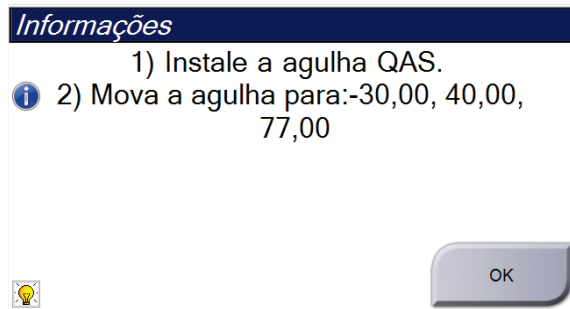 Informações
1) Instale a agulha QAS.
2) Mova a agulha para:-30,00, 40,00,
77,00
OK